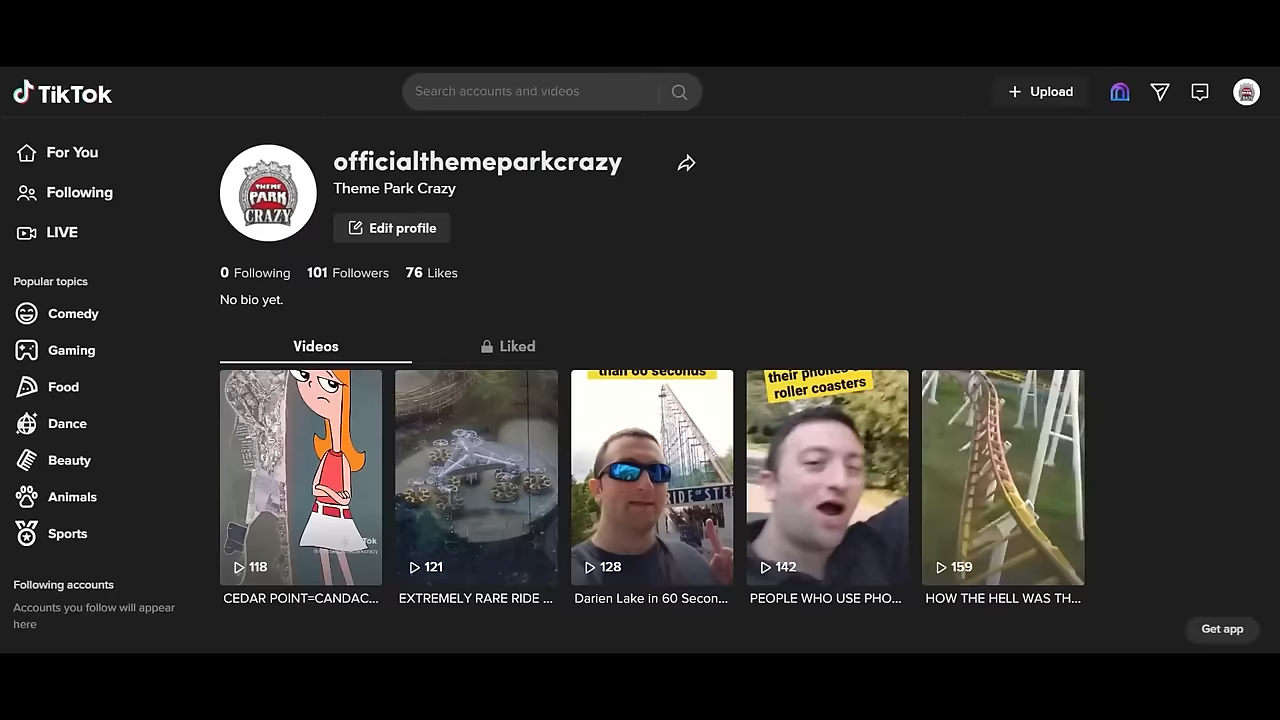 TikTok
Search accounts and videos
Upload
For You
Following
LIVE
Popular topics
Comedy
Gaming
Food
Dance
Beauty
Animals
Sports
Following accounts
Accounts you follow will appear
here
THEME
PARK
CRAZY
officialthemeparkcrazy
Theme Park Crazy
Edit profile
0 Following 101 Followers 76 Likes
No bio yet.
Videos
Liked
than 60 seconds
their phones
roller coasters
RIDE OF STEE
118
121
128
142
159
CEDAR POINT=CANDAC...
EXTREMELY RARE RIDE ...
Darien Lake in 60 Secon...
PEOPLE WHO USE PHO...
HOW THE HELL WAS TH...
Get app